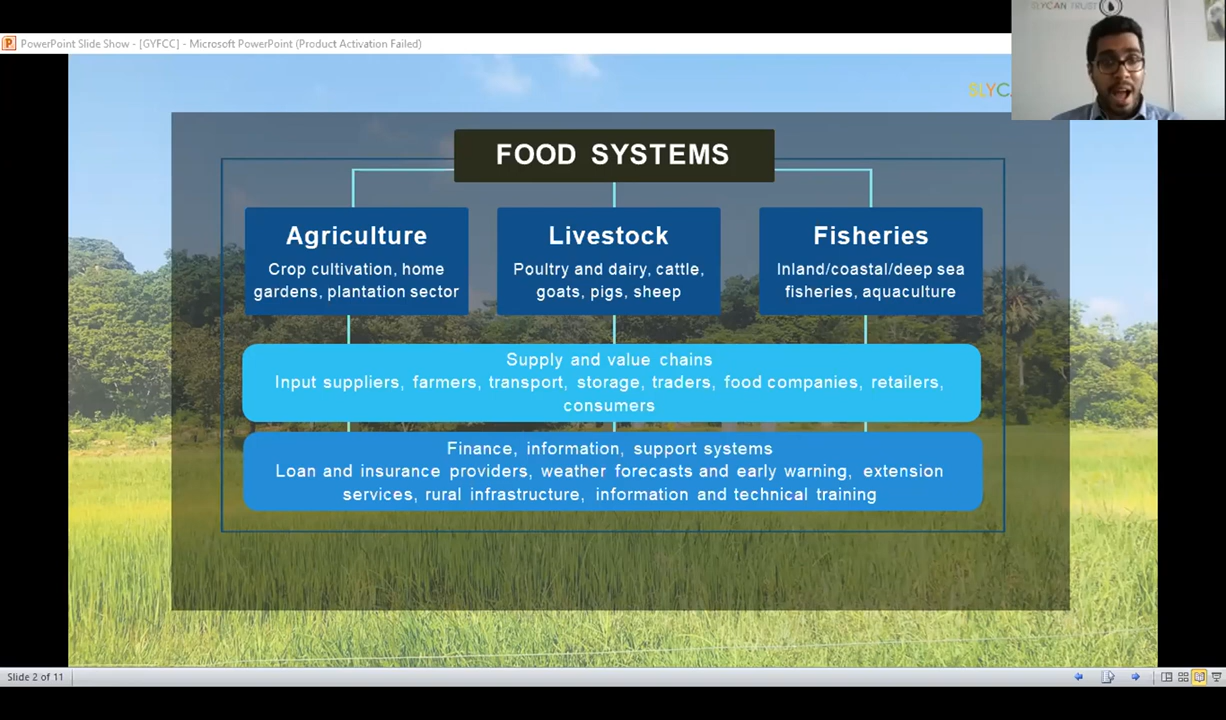 SLYCAN TRUST
PowerPoint Slide Show - [GYFCC] - Microsoft PowerPoint (Product Activation Failed)
SLYCA
FOOD SYSTEMS
Agriculture
Crop cultivation, home
gardens, plantation sector
Livestock
Poultry and dairy, cattle,
goats, pigs, sheep
Fisheries
Inland/coastal/deep sea
fisheries, aquaculture
Supply and value chains
Input suppliers, farmers, transport, storage, traders, food companies, retailers,
consumers
Finance, information, support systems
Loan and insurance providers, weather forecasts and early warning, extension
services, rural infrastructure, information and technical training
Slide 2 of 11